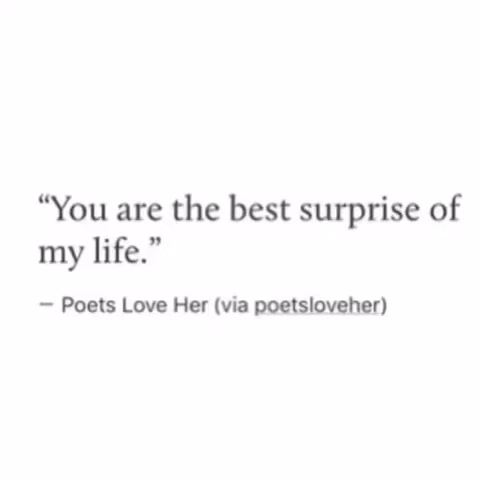 “You are the best surprise of
my life.”
— Poets Love Her (via poetsloveher)